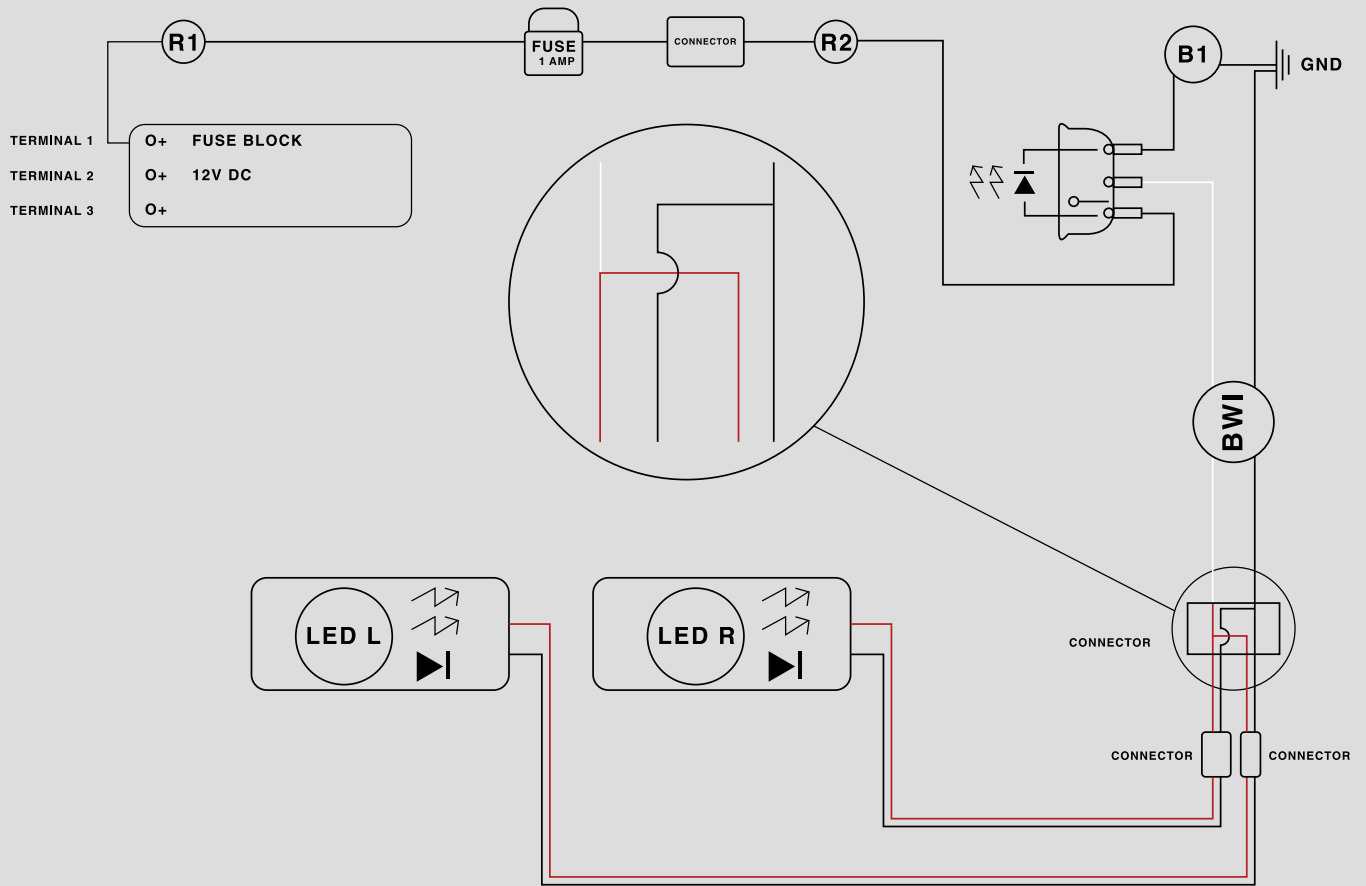 R1
FUSE
1 AMP
CONNECTOR
R2
B1
GND
TERMINAL 1
O+ FUSE BLOCK
TERMINAL 2
O+ 12V DC
TERMINAL 3
O+
BWI
LED L
LED R
CONNECTOR
CONNECTOR
CONNECTOR